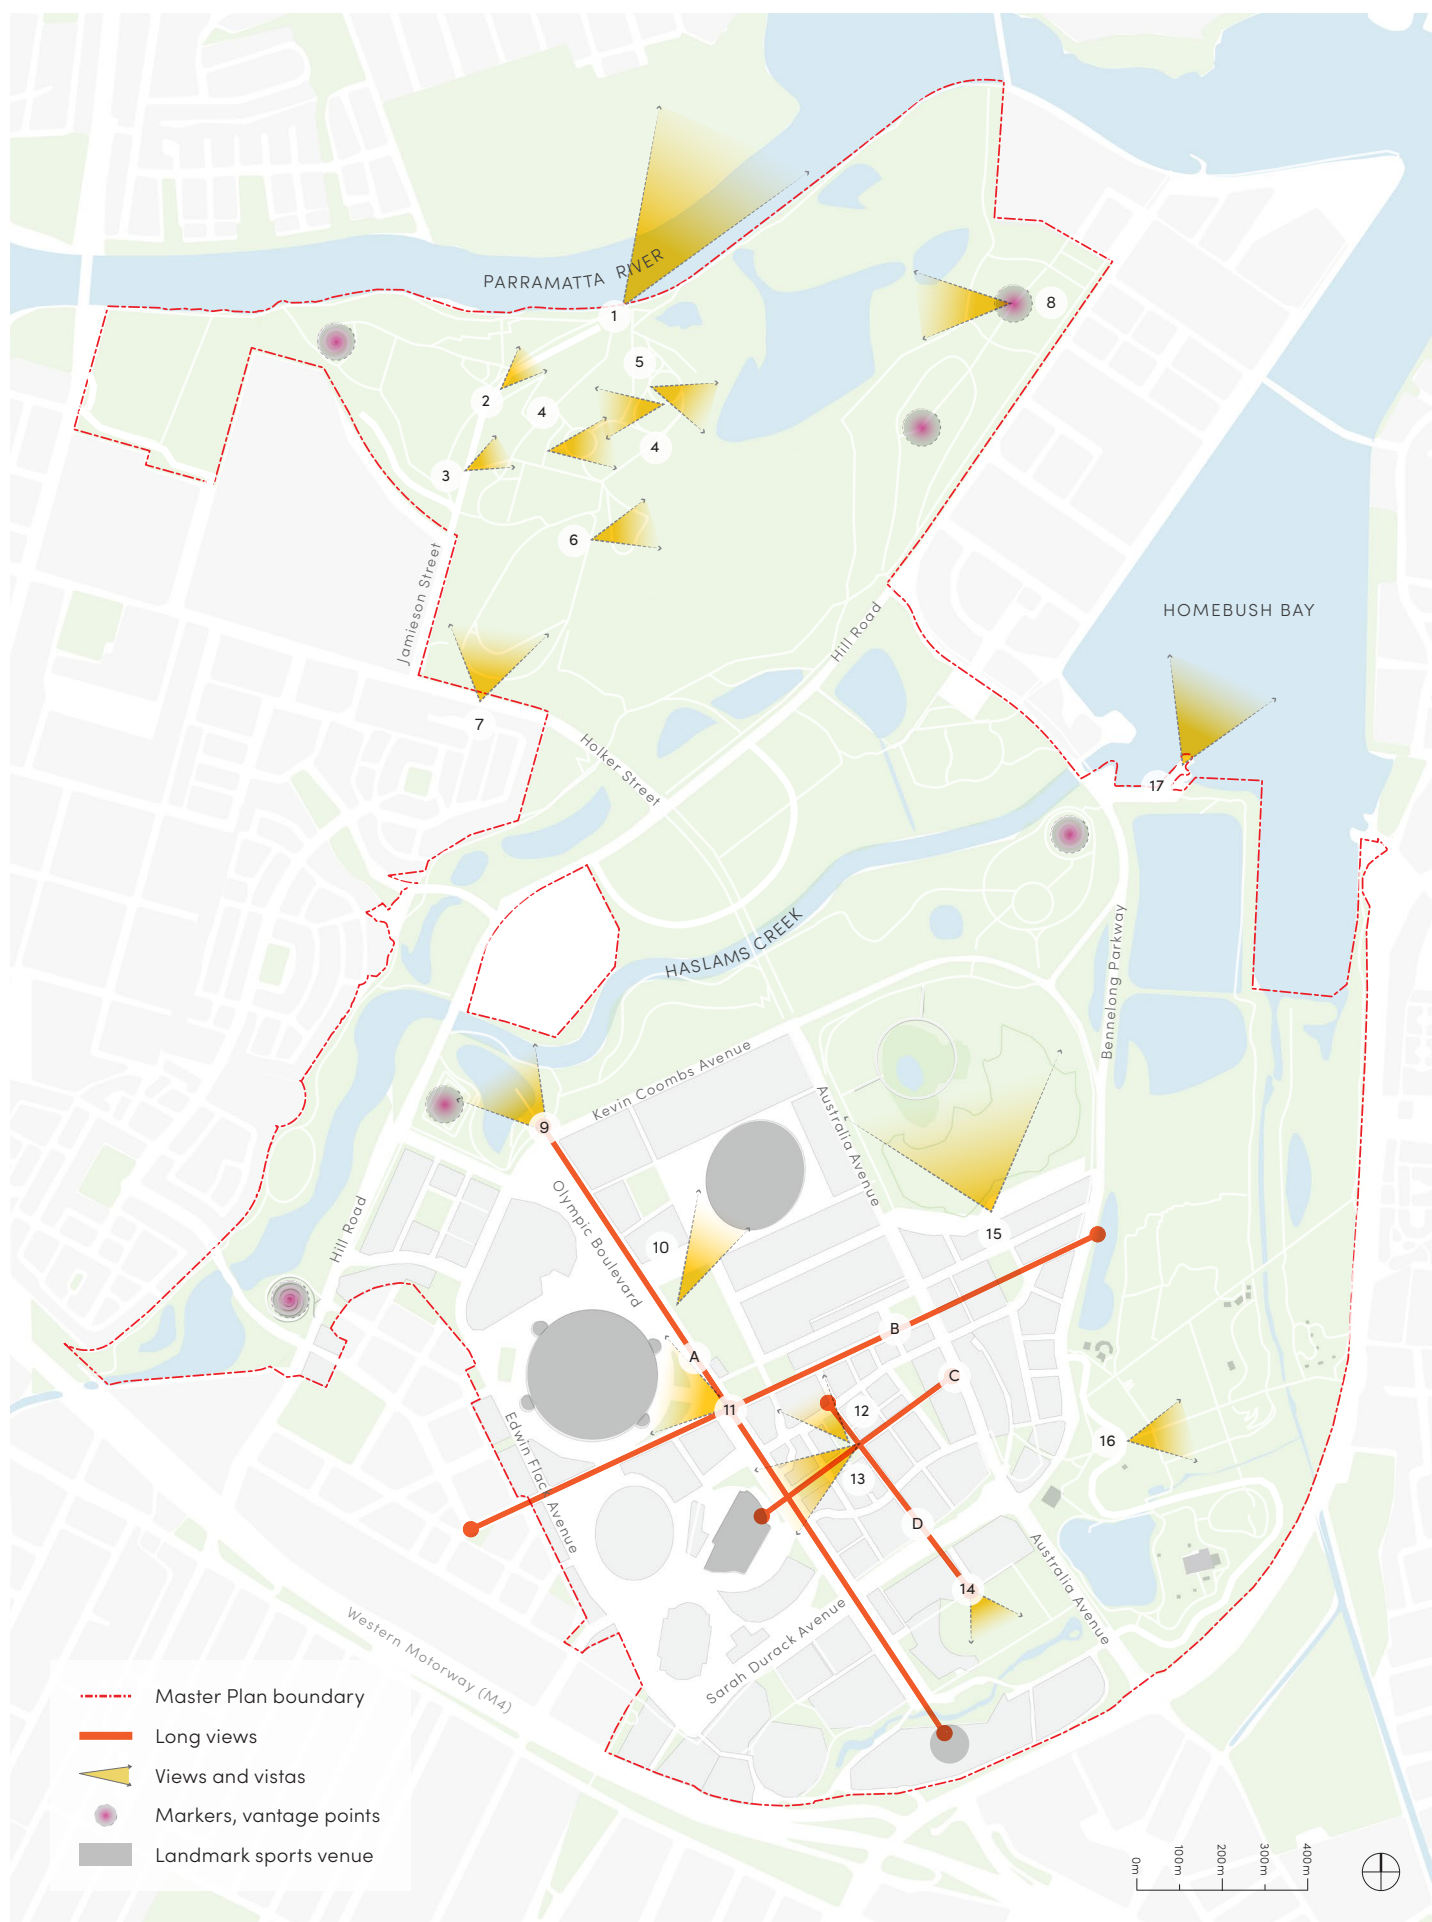 PARRAMATTA RIVER
1
8
5
2
4
4
3
6
Jamieson Street
HOMEBUSH BAY
Hill Road
7
Holker Street
17
HASLAMS CREEK
Bennelong Parkway
Kevin Coombs Avenue
9
Australia Avenue
Olympic Boulevard
Hill Road
10
15
B
A
C
11
12
Edwin Flack Avenue
16
13
D
14
Australia Avenue
Sarah Durack Avenue
Western Motorway (M4)
Master Plan boundary
Long views
Views and vistas
Markers, vantage points
Landmark sports venue
0m
100m
200m
300m
400m